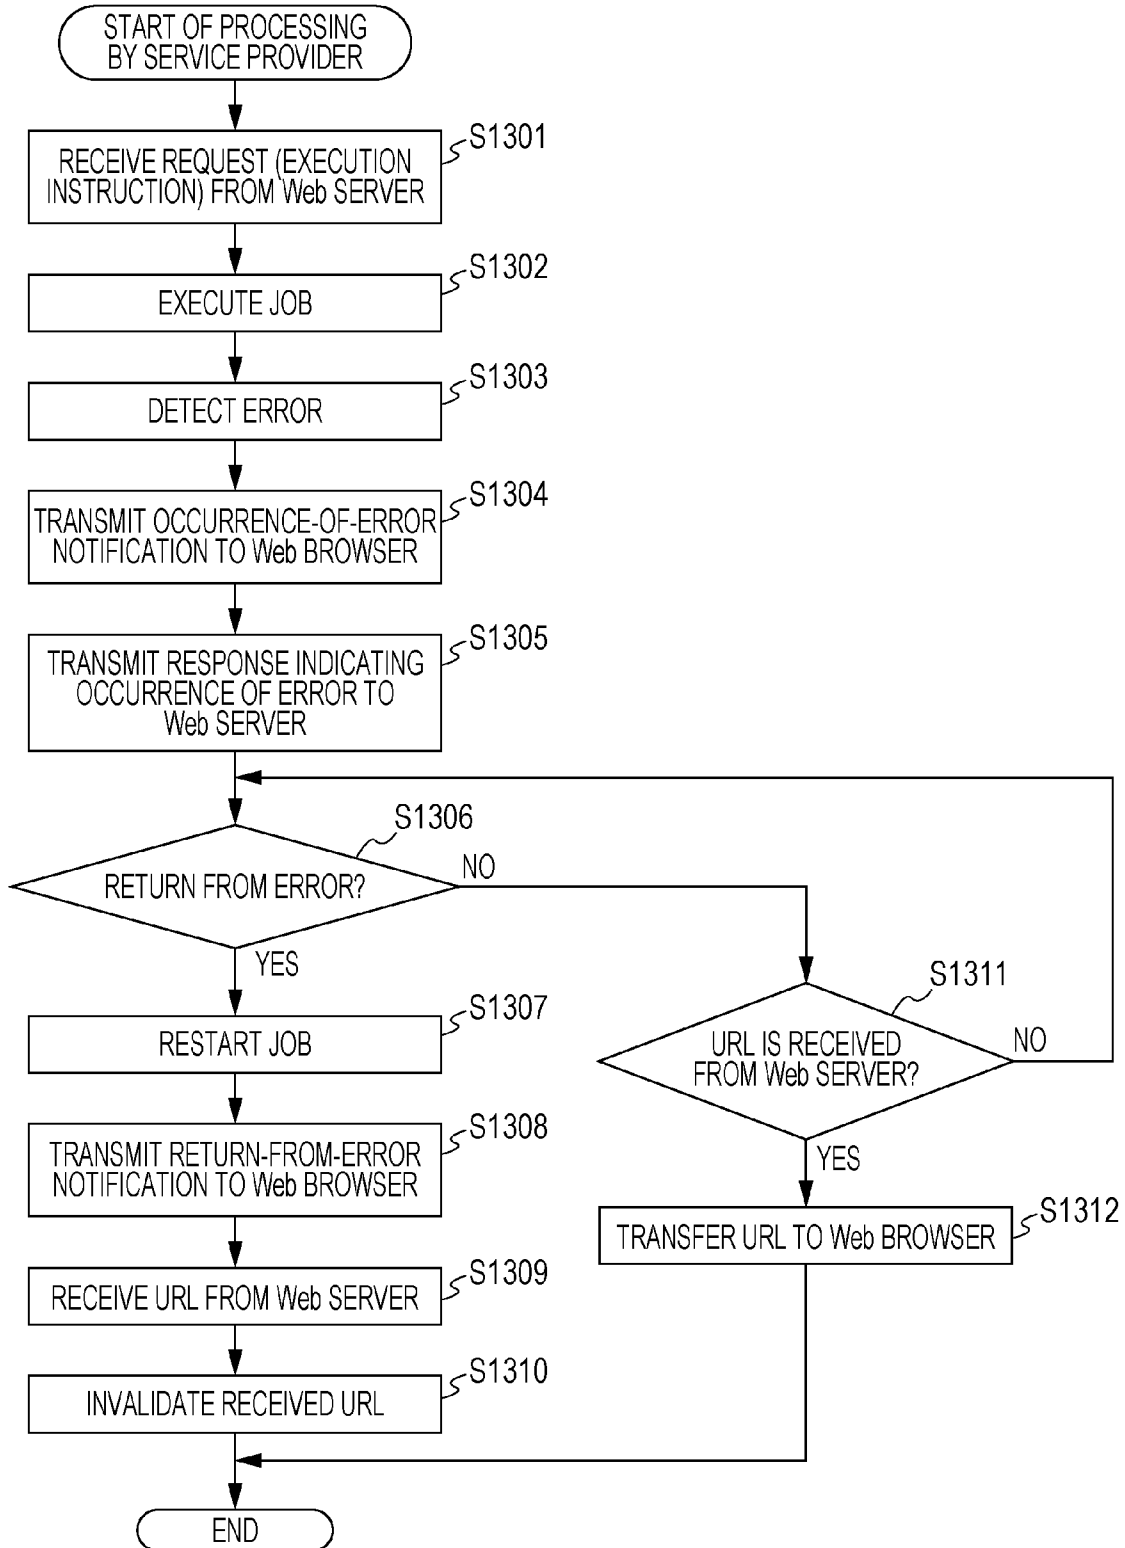 START OF PROCESSING
BY SERVICE PROVIDER
S1301
RECEIVE REQUEST (EXECUTION
INSTRUCTION) FROM Web SERVER
S1302
EXECUTE JOB
S1303
DETECT ERROR
S1304
TRANSMIT OCCURRENCE-OF-ERROR
NOTIFICATION TO Web BROWSER
S1305
TRANSMIT RESPONSE INDICATING
OCCURRENCE OF ERROR TO
Web SERVER
S1306
RETURN FROM ERROR?
NO
YES
S1307
RESTART JOB
S1308
TRANSMIT RETURN-FROM-ERROR
NOTIFICATION TO Web BROWSER
S1309
RECEIVE URL FROM Web SERVER
S1310
INVALIDATE RECEIVED URL
S1311
URL IS RECEIVED
FROM Web SERVER?
NO
YES
S1312
TRANSFER URL TO Web BROWSER
END